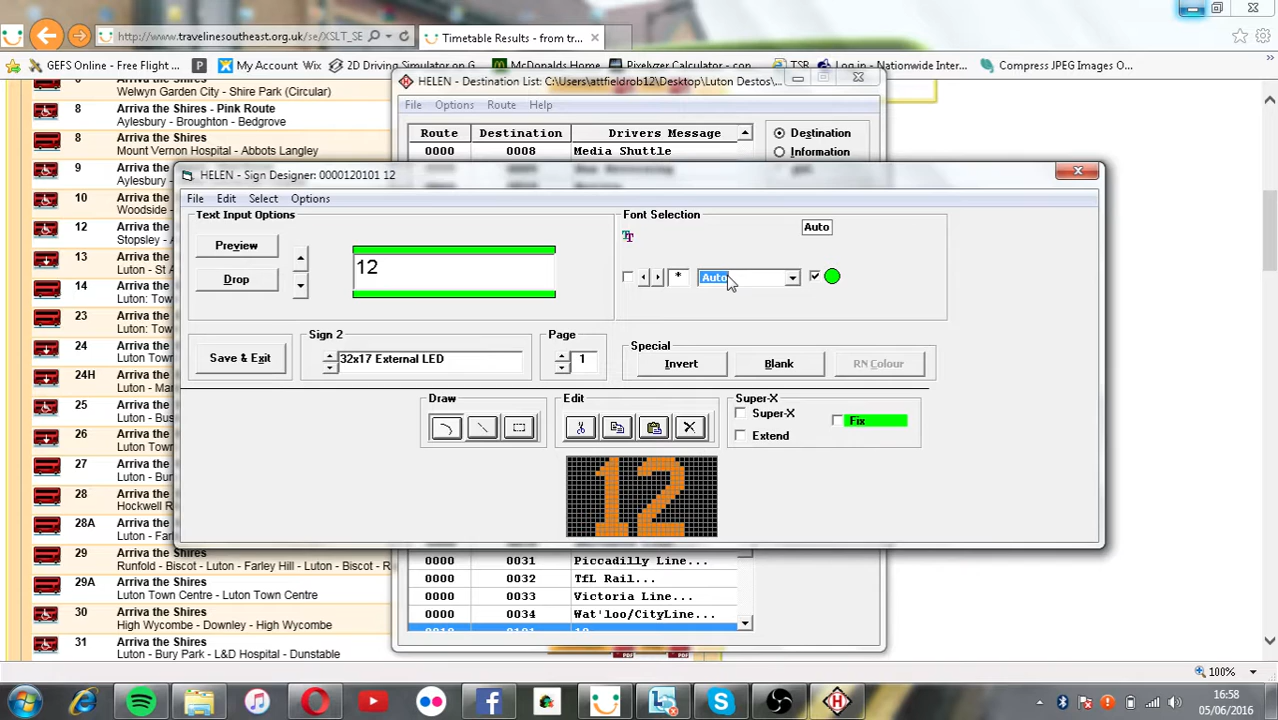 http://www.travelinesoutheast.org.uk/se/XSLT_SE
Timetable Results - from tr...
GEFS Online - Free Flight ...
My Account
Wix
2D Driving Simulator on G...
McDonalds Home
Pixelyzer Calculator - con...
TSR
Log in - Nationwide Inter...
Compress JPEG Images O...
HELEN - Destination List: C:\Users\attfieldrob12\Desktop\Luton Destos\...
File Options Route Help
Route Destination Drivers Message
0000 0008 Media Shuttle
Destination
Information
Welwyn Garden City - Shire Park (Circular)
8 Arriva the Shires - Pink Route
Aylesbury - Broughton - Bedgrove
8 Arriva the Shires
Mount Vernon Hospital - Abbots Langley
9 Arriva the
Aylesbury -
10 Arriva the
Woodside -
12 Arriva the
Stopsley - A
13 Arriva the
Luton - St A
14 Arriva the
Luton: Town
23 Arriva the
Luton: Town
24 Arriva the
Luton Town
24H Arriva the
Luton - Mar
25 Arriva the
Luton - Bus
26 Arriva the
Luton Town
27 Arriva the
Luton - Bur
28 Arriva the
Hockwell R
28A Arriva the
Luton - Far
29 Arriva the Shires
Runfold - Biscot - Luton - Farley Hill - Luton - Biscot - R
29A Arriva the Shires
Luton Town Centre - Luton Town Centre
30 Arriva the Shires
High Wycombe - Downley - High Wycombe
31 Arriva the Shires
Luton - Bury Park - L&D Hospital - Dunstable
HELEN - Sign Designer: 0000120101 12
File Edit Select Options
Text Input Options
Preview
Drop
12
Font Selection
Auto
*
Auto
Save & Exit
Sign 2
32x17 External LED
Page
1
Special
Invert
Blank
RN Colour
Draw
Edit
Super-X
Super-X
Fix
Extend
12
0000 0031 Piccadilly Line...
0000 0032 TfL Rail...
0000 0033 Victoria Line...
0000 0034 Wat'loo/CityLine...
100%
16:58
05/06/2016